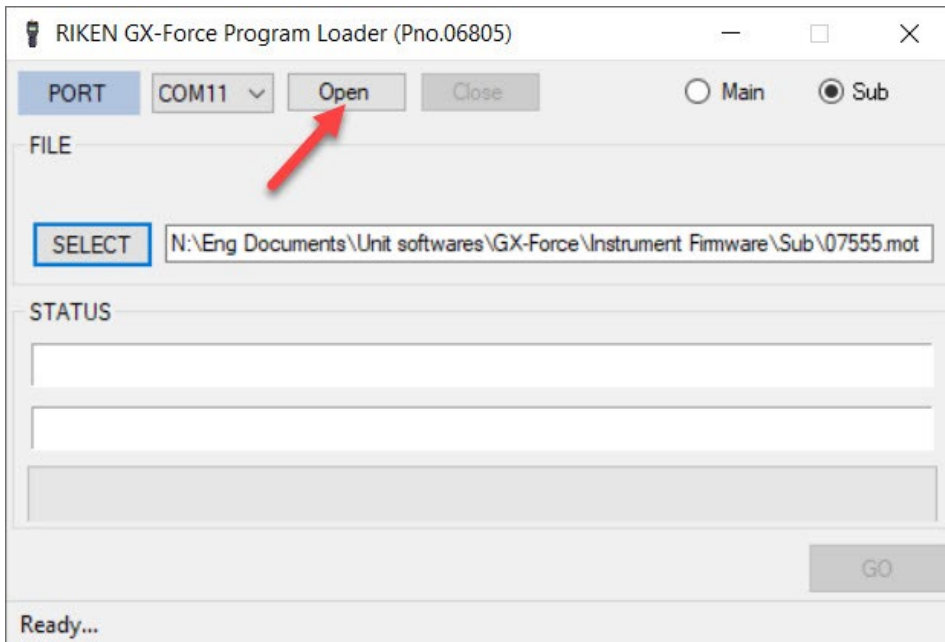 RIKEN GX-Force Program Loader (Pno.06805)
PORT COM11 Open Close Main Sub
FILE
SELECT N:\Eng Documents\Unit softwares\GX-Force\Instrument Firmware\Sub\07555.mot
STATUS
GO
Ready...